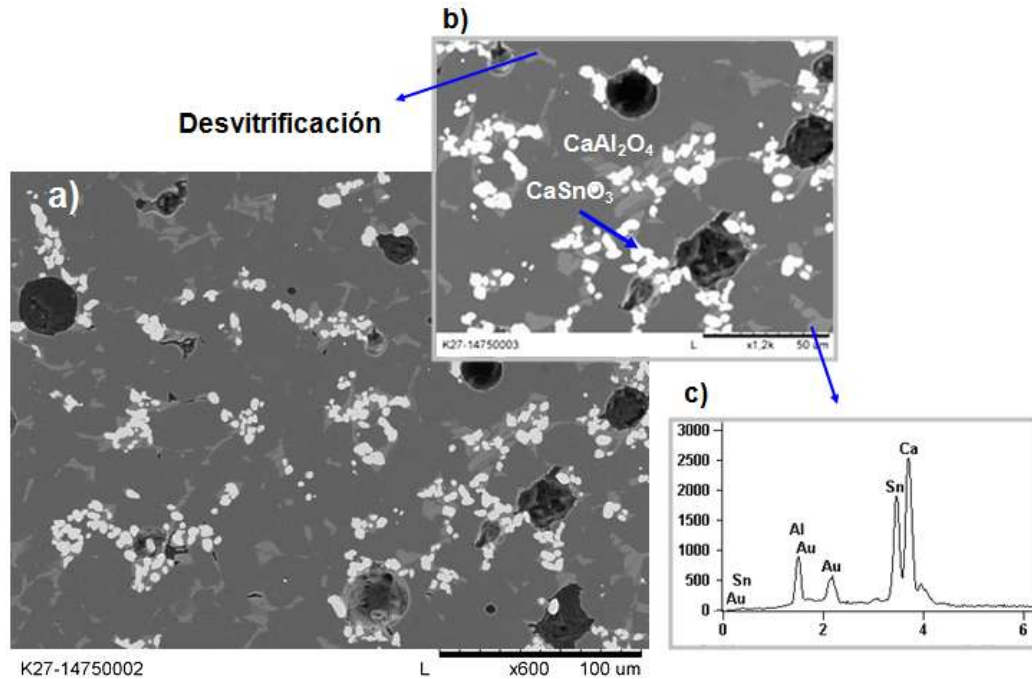 b)
Desvitrificación
CaAl₂O₄
CaSnO₃
K27-14750003 L x1,2k 50 um
a)
K27-14750002 L x600 100 um
c)
3000
2500
2000
1500
1000
500
0
Ca
Sn
Al
Au
Au
Sn
Au
0 2 4 6